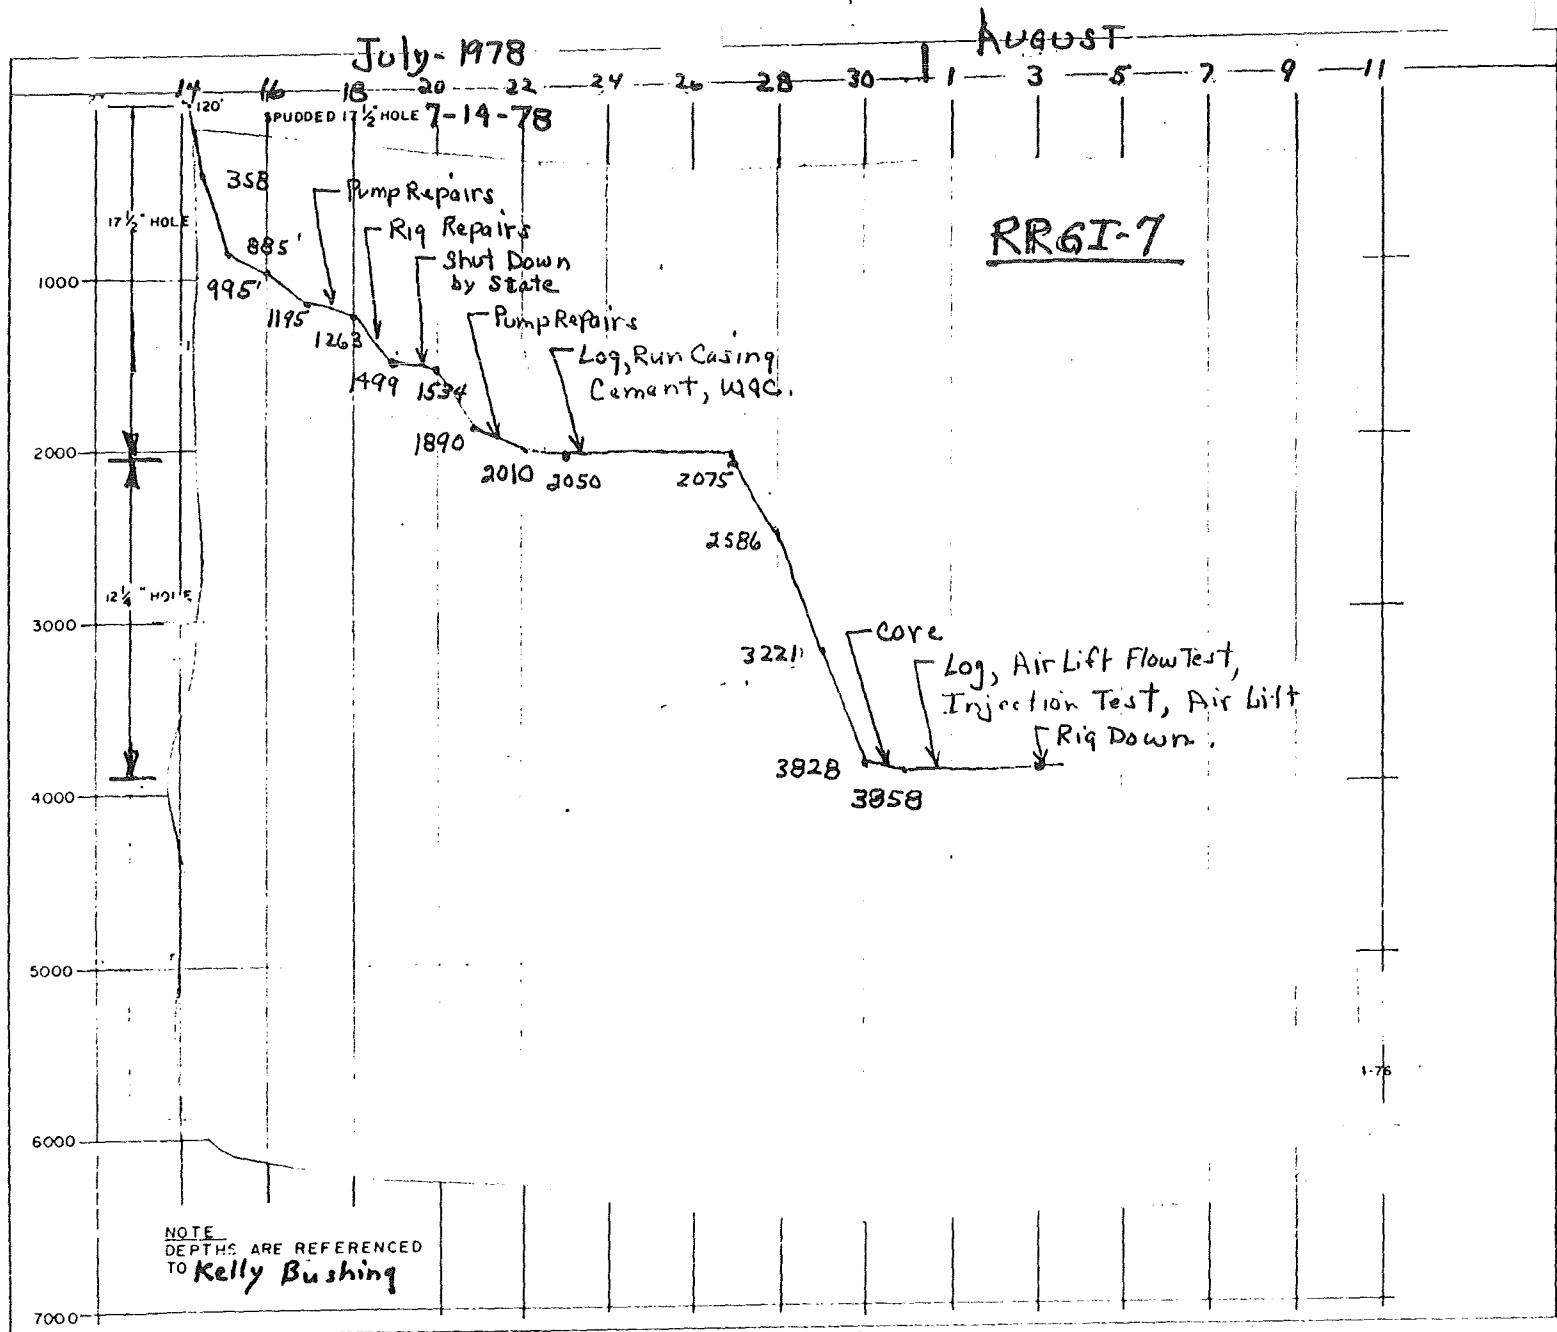 July-1978
AUGUST
14 16 18 20 22 24 26 28 30 1 3 5 7 9 11
120'
SPUDDED 17 1/2" HOLE 7-14-78
358
Pump Repairs
17 1/2" HOLE
Rig Repairs
RRGI-7
885'
Shut Down
by State
1000
995'
1195
Pump Repairs
1263
Log, Run Casing
Cement, WOC.
1499
1534
1890
2000
2010
2050
2075
2586
12 1/4" HOLE
3000
Core
3221
Log, Air Lift Flow Test,
Injection Test, Air Lift
Rig Down.
3828
3858
4000
5000
1-76
6000
NOTE
DEPTHS ARE REFERENCED
TO Kelly Bushing
7000